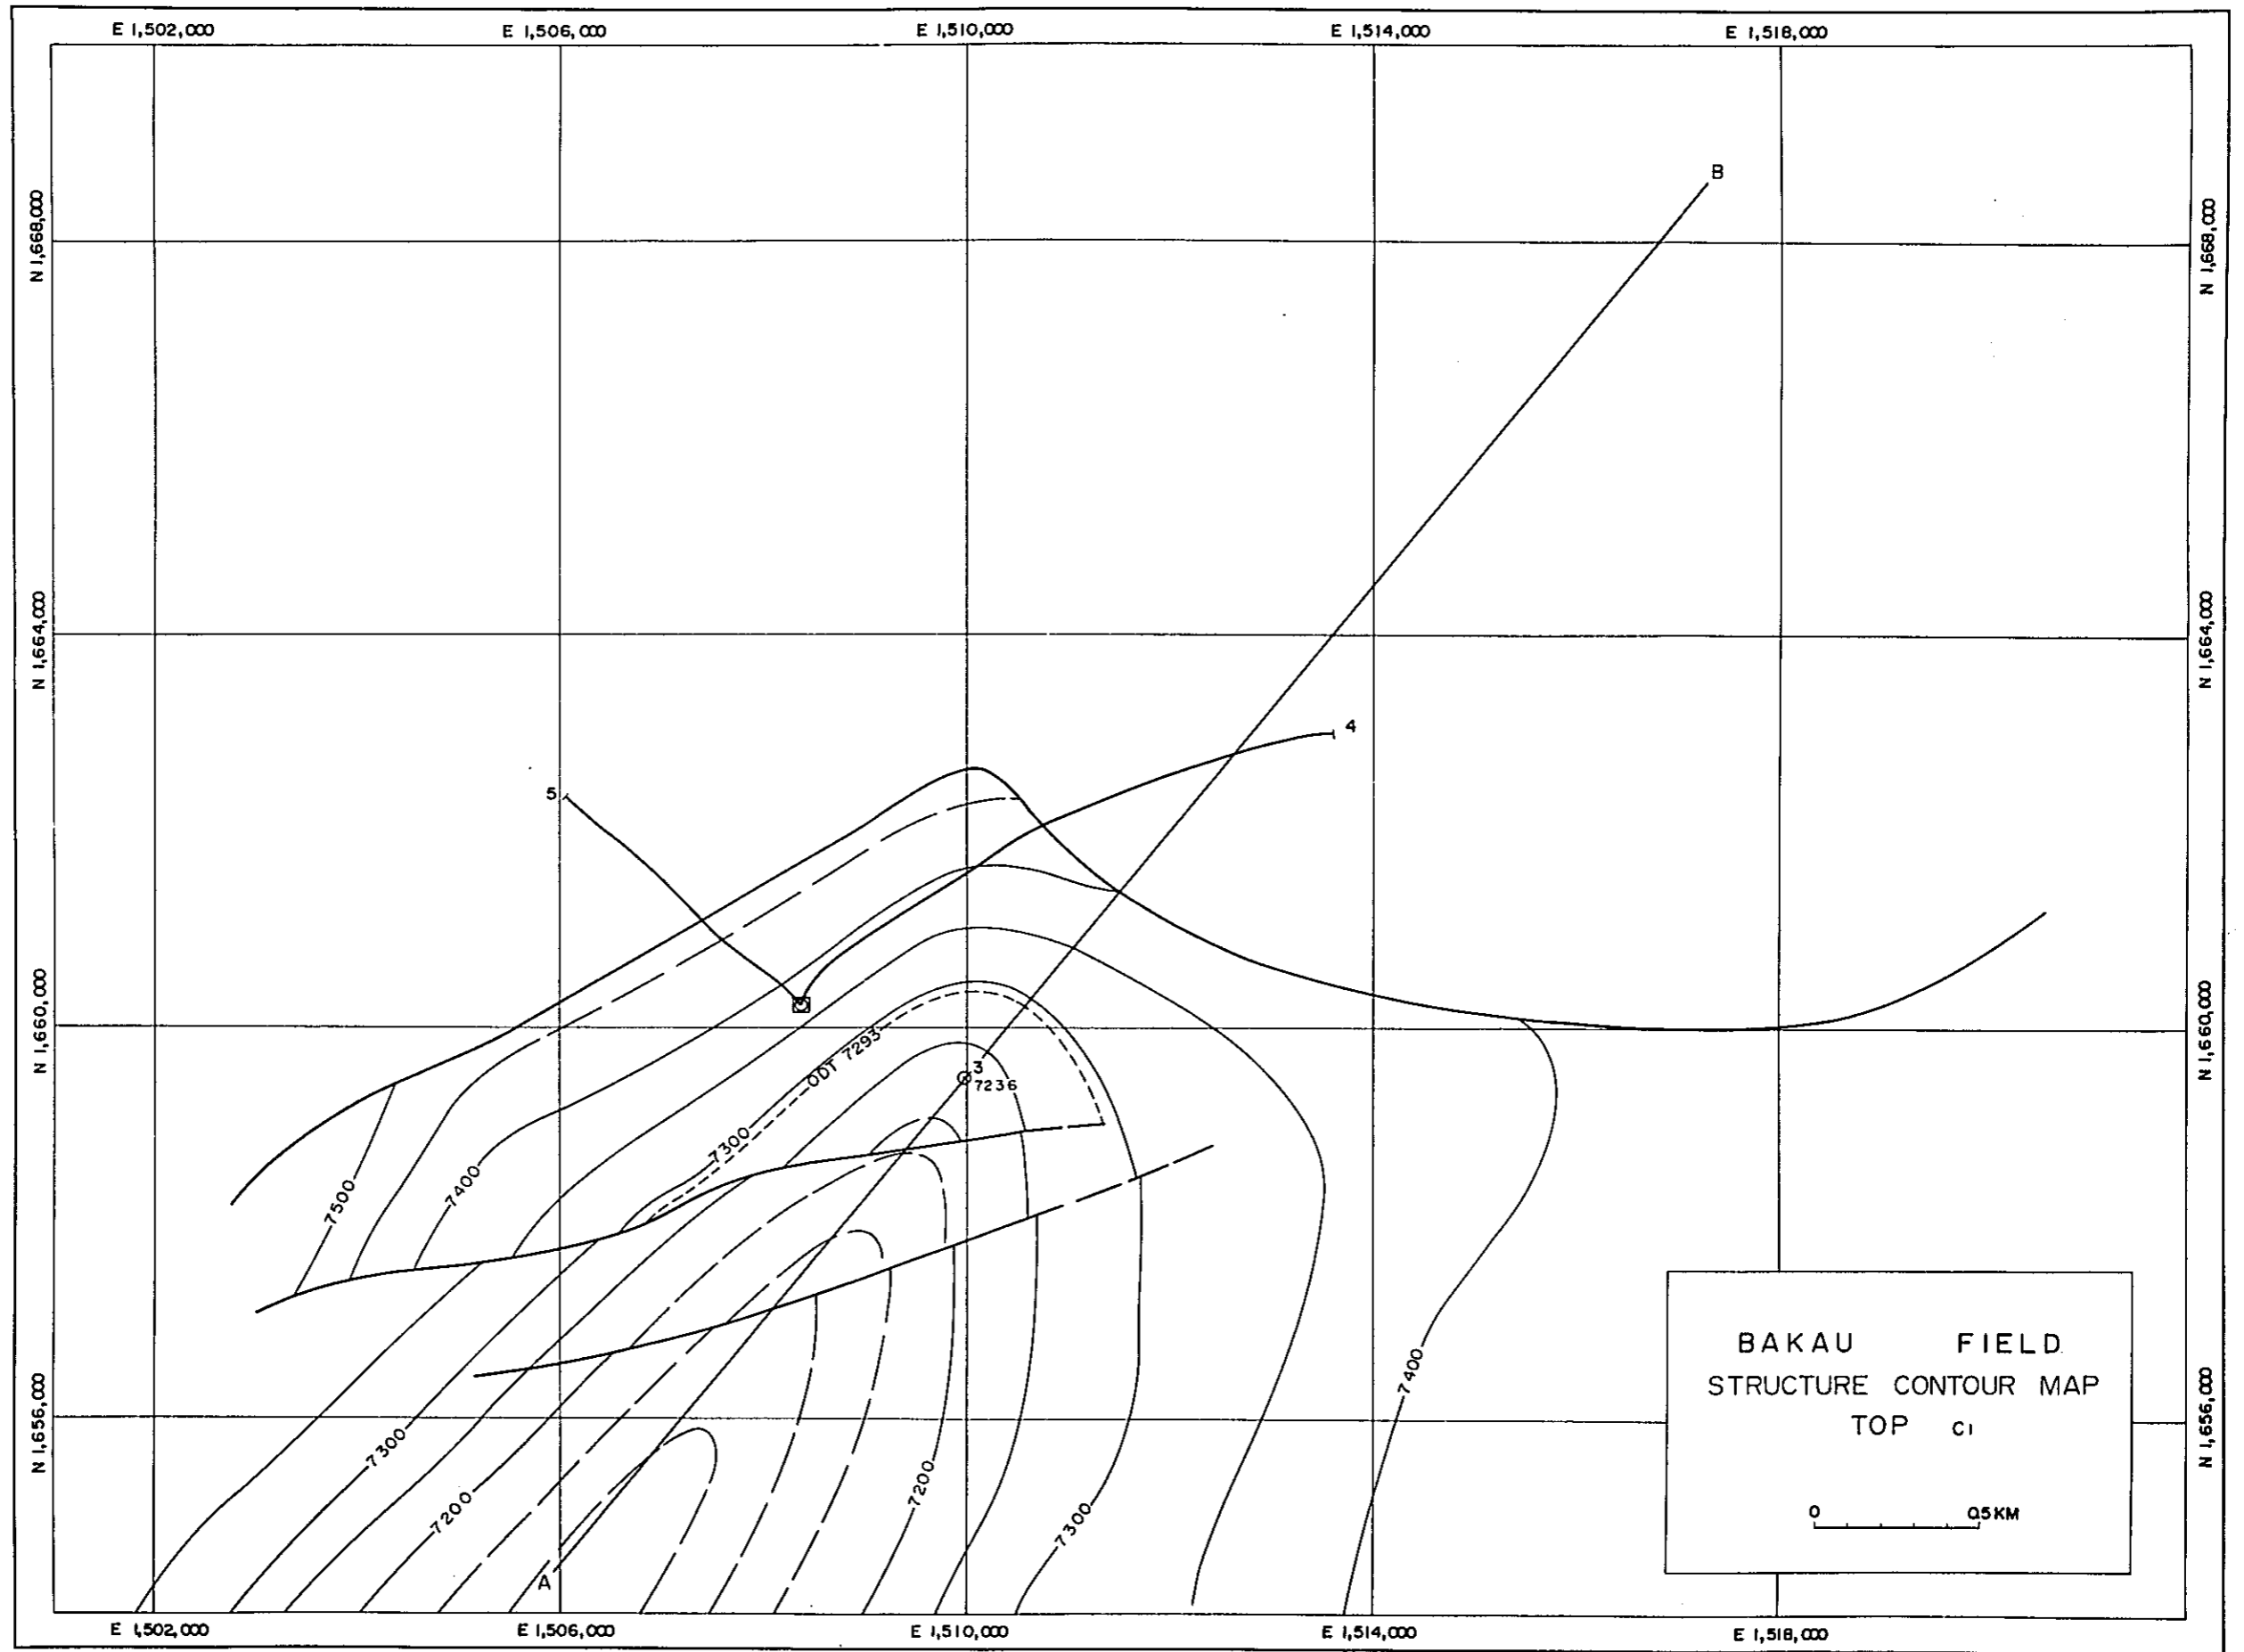 E 1,502,000
E 1,506,000
E 1,510,000
E 1,514,000
E 1,518,000
B
N 1,668,000
N 1,668,000
N 1,664,000
N 1,664,000
4
5
N 1,660,000
N 1,660,000
ODT 7293
3
7236
7300
7400
7500
BAKAU FIELD
STRUCTURE CONTOUR MAP
TOP C1
0 0.5 KM
7400
N 1,656,000
N 1,656,000
7300
7200
7200
7300
A
E 1,502,000
E 1,506,000
E 1,510,000
E 1,514,000
E 1,518,000